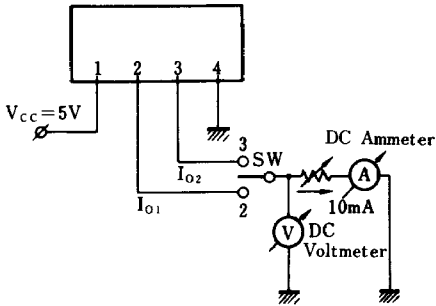 1 2 3 4
V_CC=5V
3
SW
DC Ammeter
I_O2
A
10mA
I_O1
2
V
DC
Voltmeter